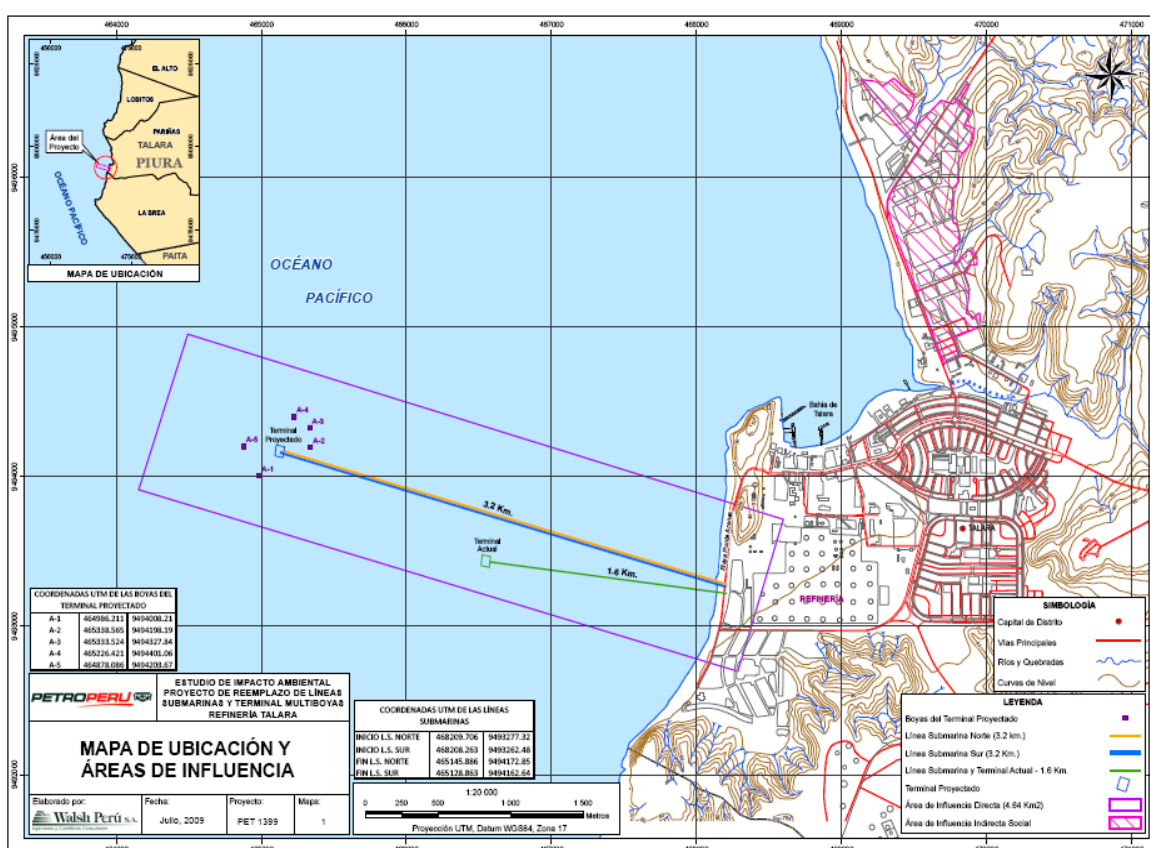 464000 465000 466000 467000 468000 469000 470000 471000
450000 475000
EL ALTO
LOBITOS
PARIÑAS
TALARA
PIURA
Área del
Proyecto
OCÉANO PACÍFICO
LA BREA
PAITA
450000 475000
MAPA DE UBICACIÓN
9496000
9495000
9494000
9493000
9492000
OCÉANO
PACÍFICO
A-4
A-3
A-2
A-5
A-1
Terminal
Proyectado
3.2 Km.
Terminal
Actual
1.6 Km.
Bahía de
Talara
Playa Punta Arenas
TALARA
REFINERÍA
COORDENADAS UTM DE LAS BOYAS DEL
TERMINAL PROYECTADO
A-1 464986.211 9494008.21
A-2 465338.565 9494198.19
A-3 465333.524 9494327.84
A-4 465226.421 9494401.06
A-5 464878.086 9494203.67
PETROPERU
ESTUDIO DE IMPACTO AMBIENTAL
PROYECTO DE REEMPLAZO DE LÍNEAS
SUBMARINAS Y TERMINAL MULTIBOYAS
REFINERÍA TALARA
MAPA DE UBICACIÓN Y
ÁREAS DE INFLUENCIA
Elaborado por:
Walsh Perú S.A.
Fecha:
Julio, 2009
Proyecto:
PET 1399
Mapa:
1
COORDENADAS UTM DE LAS LÍNEAS
SUBMARINAS
INICIO L.S. NORTE 468209.706 9493277.32
INICIO L.S. SUR 468208.263 9493262.48
FIN L.S. NORTE 465145.886 9494172.85
FIN L.S. SUR 465128.863 9494162.64
1:20 000
0 250 500 1 000 1 500
Metros
Proyección UTM, Datum WGS84, Zona 17
SIMBOLOGÍA
Capital de Distrito
Vías Principales
Ríos y Quebradas
Curvas de Nivel
LEYENDA
Boyas del Terminal Proyectado
Línea Submarina Norte (3.2 km.)
Línea Submarina Sur (3.2 Km.)
Línea Submarina y Terminal Actual - 1.6 Km.
Terminal Proyectado
Área de Influencia Directa (4.64 Km2)
Área de Influencia Indirecta Social